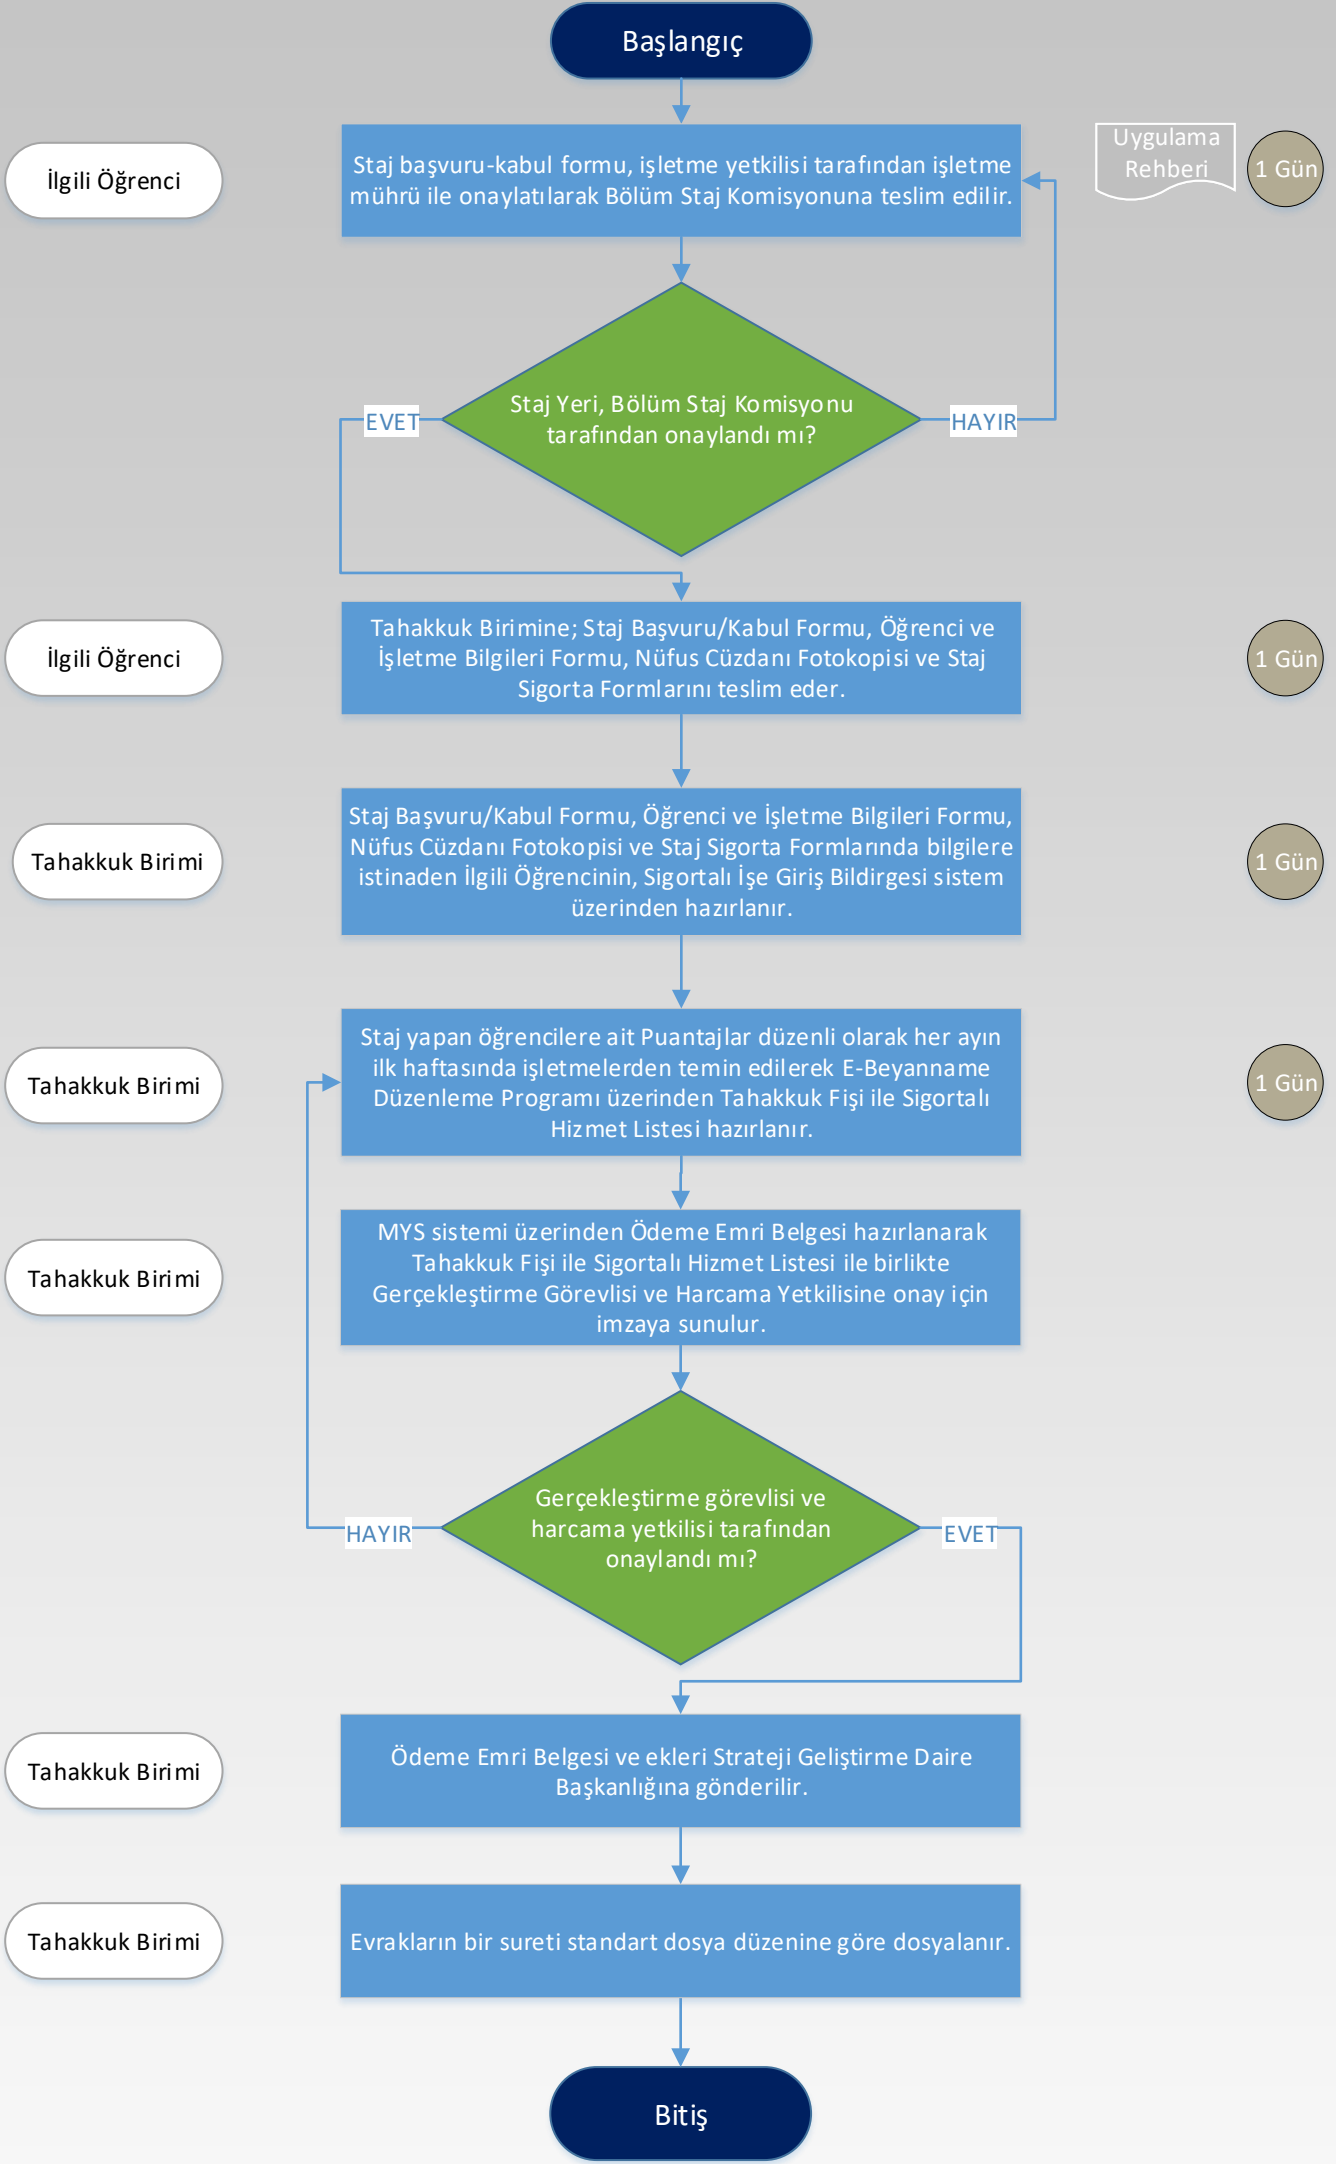 Başlangıç
İlgili Öğrenci
Staj başvuru-kabul formu, işletme yetkilisi tarafından işletme
mührü ile onaylatılarak Bölüm Staj Komisyonuna teslim edilir.
Uygulama
Rehberi
1 Gün
Staj Yeri, Bölüm Staj Komisyonu
tarafından onaylandı mı?
EVET
HAYIR
İlgili Öğrenci
Tahakkuk Birimine; Staj Başvuru/Kabul Formu, Öğrenci ve
İşletme Bilgileri Formu, Nüfus Cüzdanı Fotokopisi ve Staj
Sigorta Formlarını teslim eder.
1 Gün
Tahakkuk Birimi
Staj Başvuru/Kabul Formu, Öğrenci ve İşletme Bilgileri Formu,
Nüfus Cüzdanı Fotokopisi ve Staj Sigorta Formlarında bilgilere
istinaden İlgili Öğrencinin, Sigortalı İşe Giriş Bildirgesi sistem
üzerinden hazırlanır.
1 Gün
Tahakkuk Birimi
Staj yapan öğrencilere ait Puantajlar düzenli olarak her ayın
ilk haftasında işletmelerden temin edilerek E-Beyanname
Düzenleme Programı üzerinden Tahakkuk Fişi ile Sigortalı
Hizmet Listesi hazırlanır.
1 Gün
Tahakkuk Birimi
MYS sistemi üzerinden Ödeme Emri Belgesi hazırlanarak
Tahakkuk Fişi ile Sigortalı Hizmet Listesi ile birlikte
Gerçekleştirme Görevlisi ve Harcama Yetkilisine onay için
imzaya sunulur.
Gerçekleştirme görevlisi ve
harcama yetkilisi tarafından
onaylandı mı?
HAYIR
EVET
Tahakkuk Birimi
Ödeme Emri Belgesi ve ekleri Strateji Geliştirme Daire
Başkanlığına gönderilir.
Tahakkuk Birimi
Evrakların bir sureti standart dosya düzenine göre dosyalanır.
Bitiş